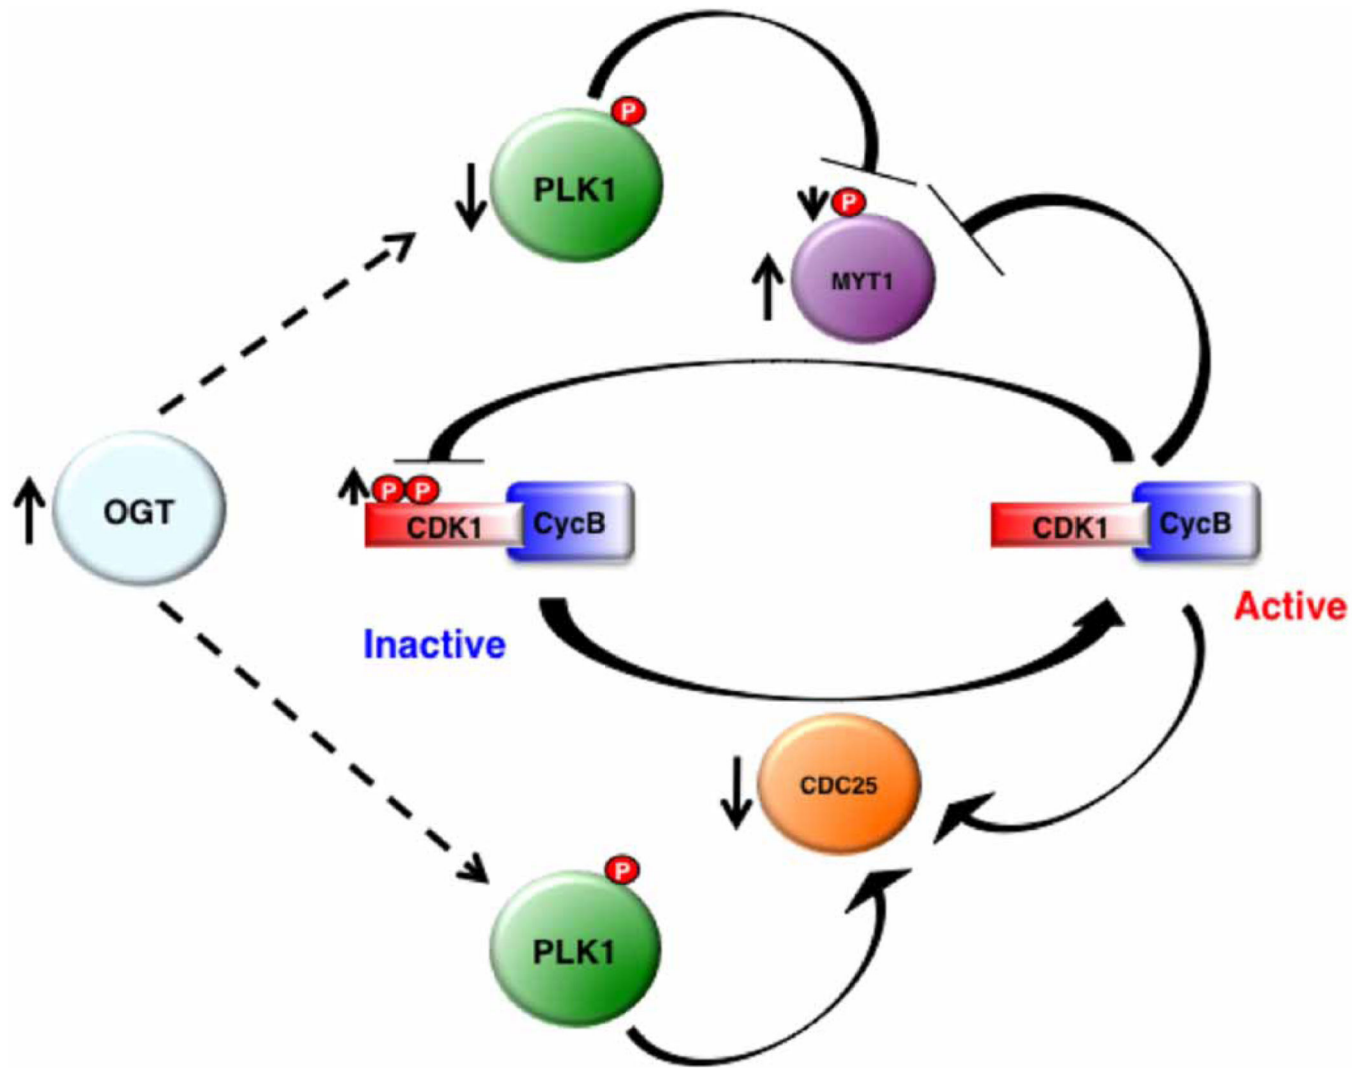 P
PLK1
P
MYT1
OGT
P P
CDK1 CycB
CDK1 CycB
Inactive
Active
CDC25
P
PLK1